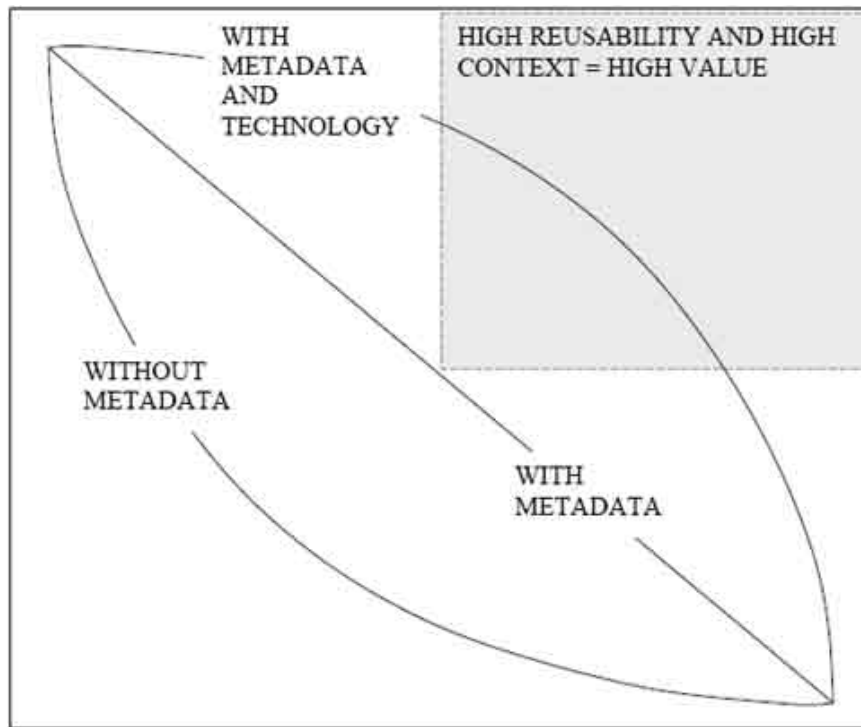 WITH
METADATA
AND
TECHNOLOGY
HIGH REUSABILITY AND HIGH
CONTEXT = HIGH VALUE
WITHOUT
METADATA
WITH
METADATA